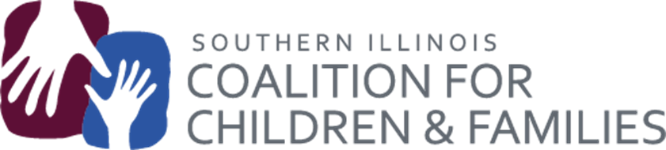 SOUTHERN ILLINOIS
COALITION FOR
CHILDREN & FAMILIES